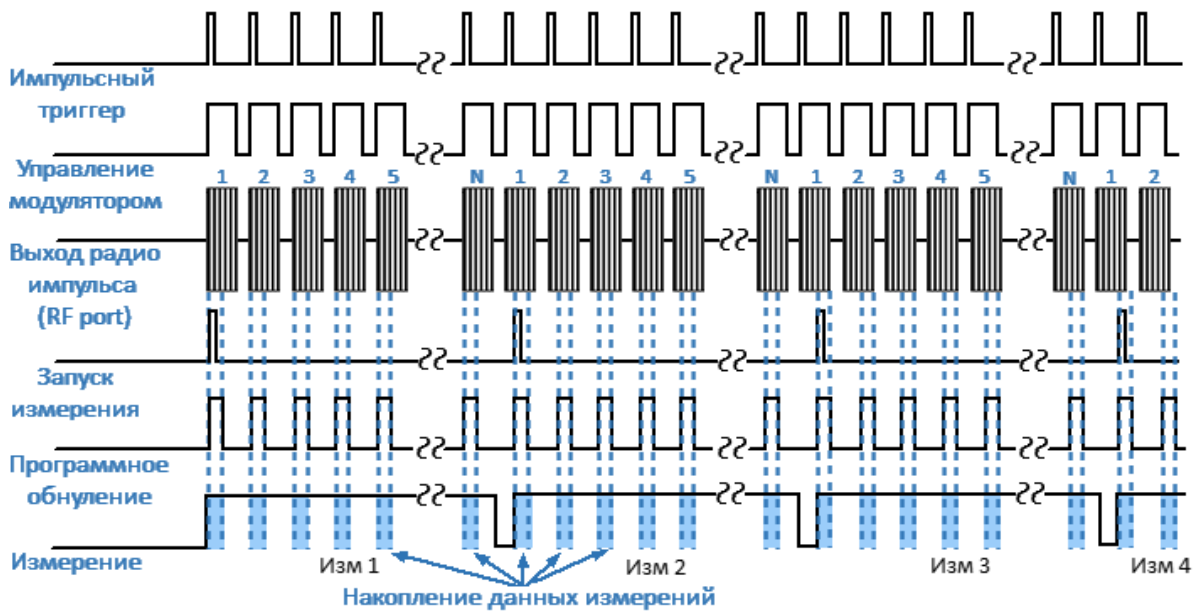 Импульсный
триггер
Управление
модулятором
1 2 3 4 5 N 1 2 3 4 5 N 1 2 3 4 5 N 1 2
Выход радио
импульса
(RF port)
Запуск
измерения
Программное
обнуление
Измерение
Изм 1 Изм 2 Изм 3 Изм 4
Накопление данных измерений